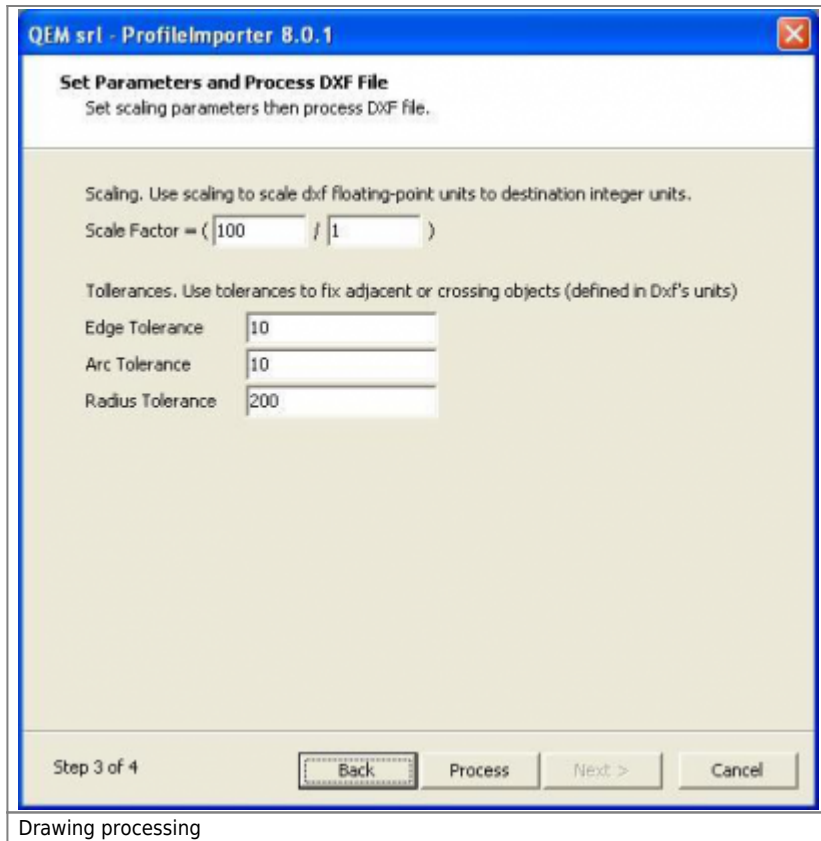 QEM srl - ProfileImporter 8.0.1
Set Parameters and Process DXF File
Set scaling parameters then process DXF file.
Scaling. Use scaling to scale dxf floating-point units to destination integer units.
Scale Factor = ( 100 / 1 )
Tollerances. Use tolerances to fix adjacent or crossing objects (defined in Dxf's units)
Edge Tolerance 10
Arc Tolerance 10
Radius Tolerance 200
Step 3 of 4 Back Process Next > Cancel
Drawing processing